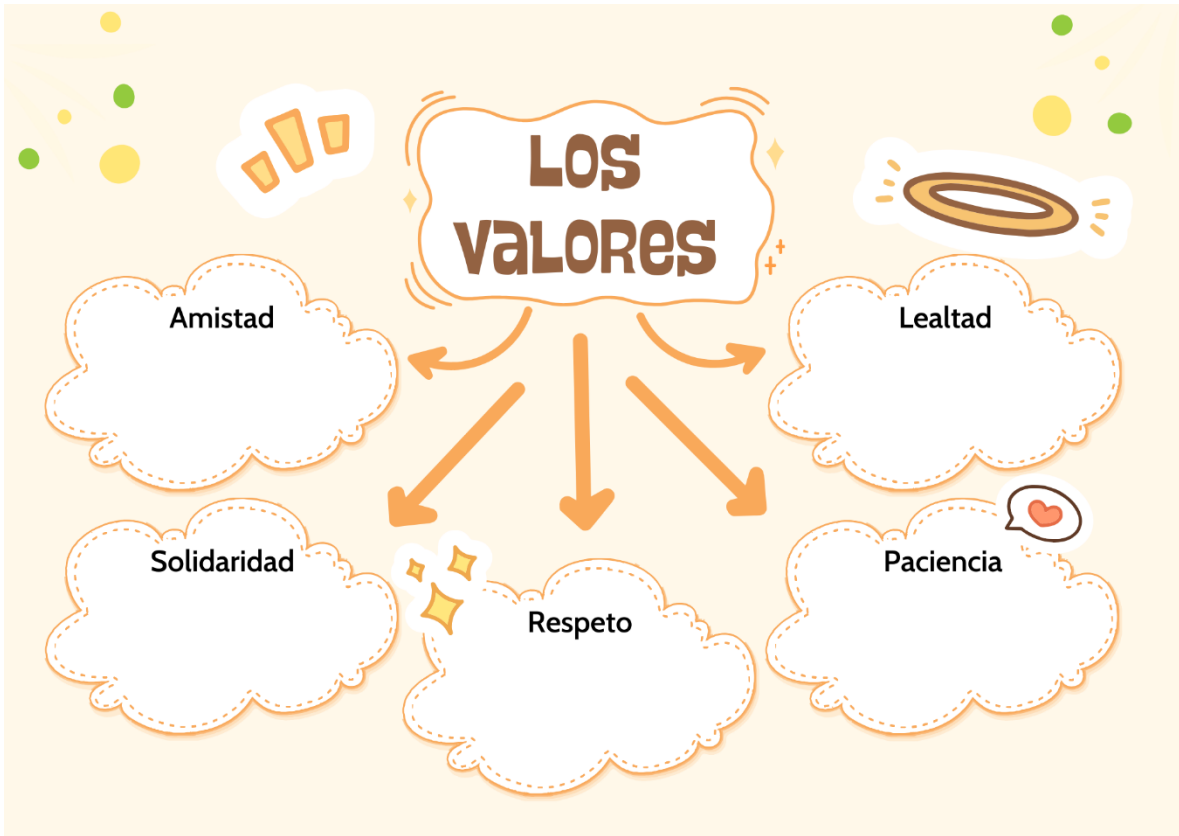 LOS
VALORES
Amistad
Lealtad
Solidaridad
Paciencia
Respeto